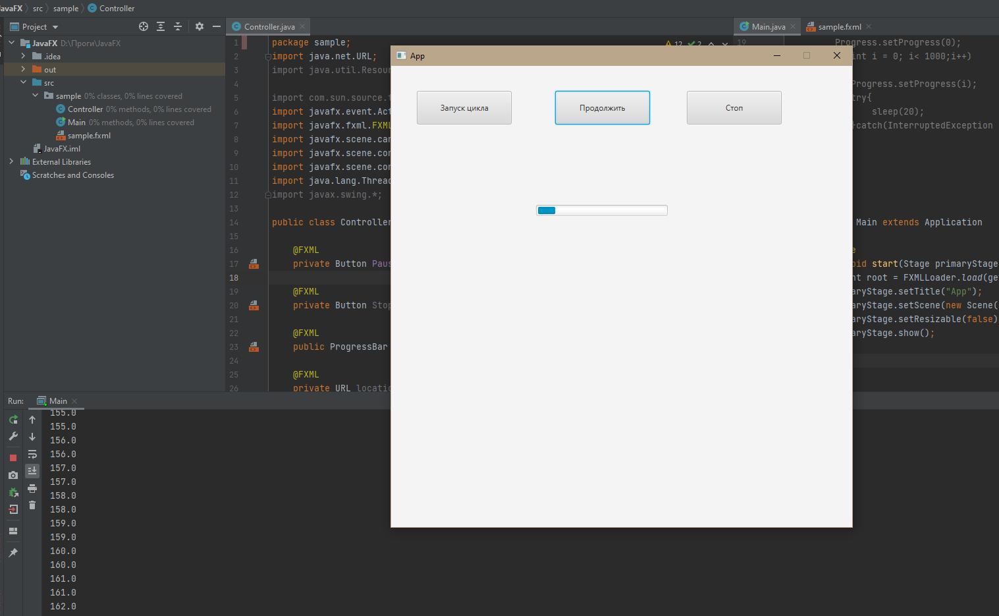 JavaFX src sample Controller
Project
JavaFX D:\Проги\JavaFX
.idea
out
src
sample 0% classes, 0% lines covered
Controller 0% methods, 0% lines covered
Main 0% methods, 0% lines covered
sample.fxml
JavaFX.iml
External Libraries
Scratches and Consoles
Controller.java
1 package sample;
2 import java.net.URL;
3 import java.util.Resour
4
5 import com.sun.source.t
6 import javafx.event.Act
7 import javafx.fxml.FXML
8 import javafx.scene.can
9 import javafx.scene.con
10 import javafx.scene.con
11 import java.lang.Thread
12 import javax.swing.*;
13
14 public class Controller
15
16 @FXML
17 private Button Paus
18
19 @FXML
20 private Button Stop
21
22 @FXML
23 public ProgressBar
24
25 @FXML
26 private URL locatio
12 2
Main.java sample.fxml
19 Progress.setProgress(0);
int i = 0; i< 1000;i++)
Progress.setProgress(i);
try{
sleep(20);
catch(InterruptedException
Main extends Application
e
id start(Stage primaryStage
nt root = FXMLLoader.load(ge
aryStage.setTitle("App");
aryStage.setScene(new Scene(
aryStage.setResizable(false)
aryStage.show();
App
Запуск цикла
Продолжить
Стоп
Run: Main
155.0
155.0
156.0
156.0
157.0
157.0
158.0
158.0
159.0
159.0
160.0
160.0
161.0
161.0
162.0